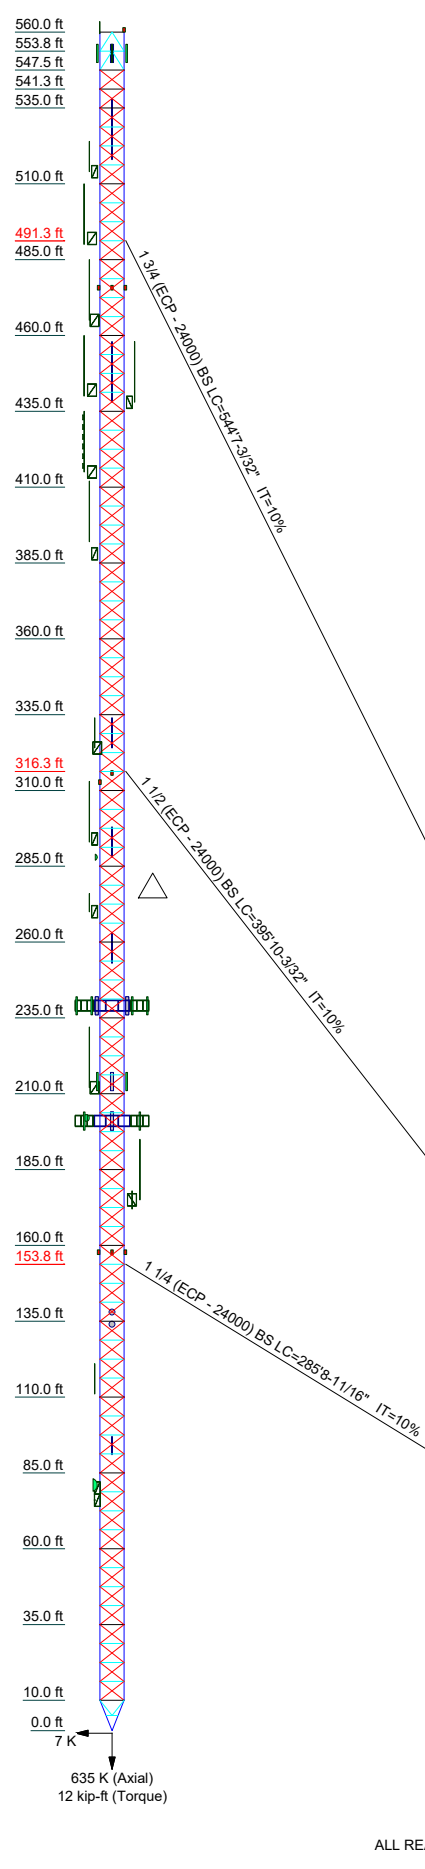 560.0 ft
553.8 ft
547.5 ft
541.3 ft
535.0 ft
510.0 ft
491.3 ft
485.0 ft
1 3/4 (ECP - 24000) BS LC=544'7-3/32" IT=10%
460.0 ft
435.0 ft
410.0 ft
385.0 ft
360.0 ft
335.0 ft
316.3 ft
310.0 ft
1 1/2 (ECP - 24000) BS LC=395'10-3/32" IT=10%
285.0 ft
260.0 ft
235.0 ft
210.0 ft
185.0 ft
160.0 ft
153.8 ft
1 1/4 (ECP - 24000) BS LC=285'8-11/16" IT=10%
135.0 ft
110.0 ft
85.0 ft
60.0 ft
35.0 ft
10.0 ft
0.0 ft
7 K
635 K (Axial)
12 kip-ft (Torque)
ALL